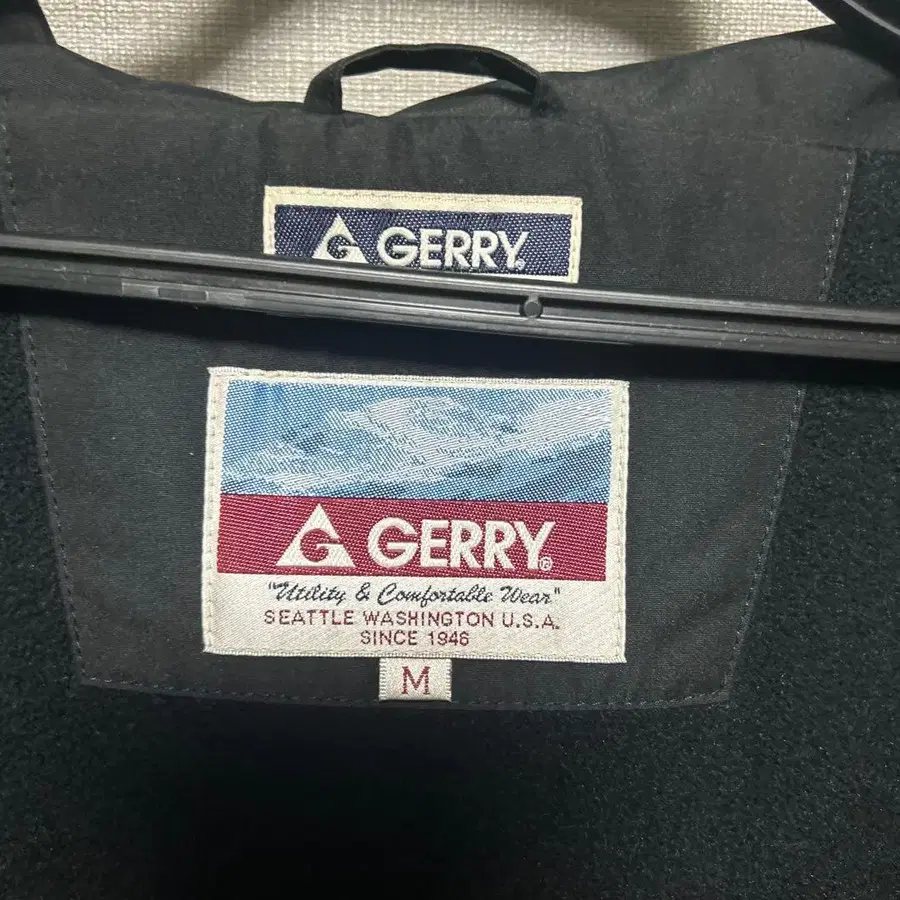 GERRY
GERRY®
"Utility & Comfortable Wear"
SEATTLE WASHINGTON U.S.A.
SINCE 1946
M